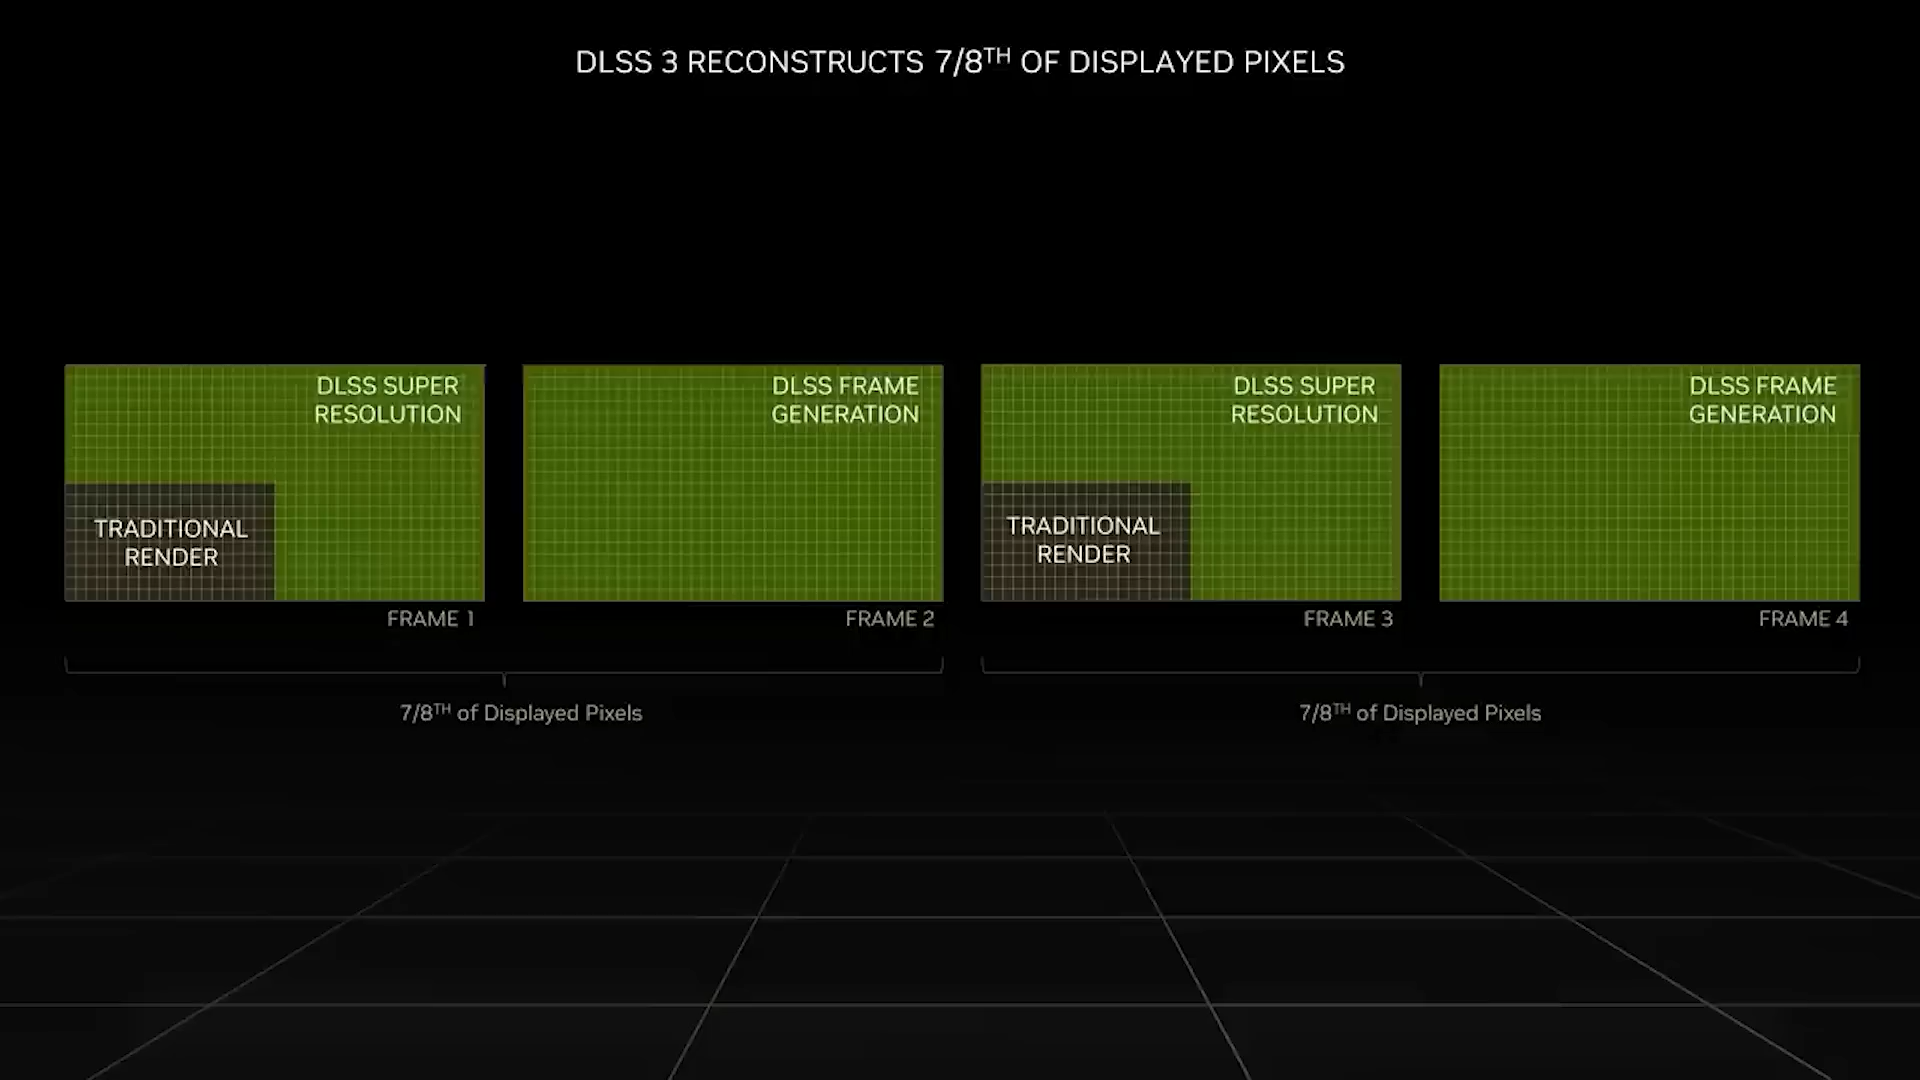 DLSS 3 RECONSTRUCTS 7/8TH OF DISPLAYED PIXELS
DLSS SUPER
RESOLUTION
TRADITIONAL
RENDER
FRAME 1
DLSS FRAME
GENERATION
FRAME 2
DLSS SUPER
RESOLUTION
TRADITIONAL
RENDER
FRAME 3
DLSS FRAME
GENERATION
FRAME 4
7/8TH of Displayed Pixels
7/8TH of Displayed Pixels